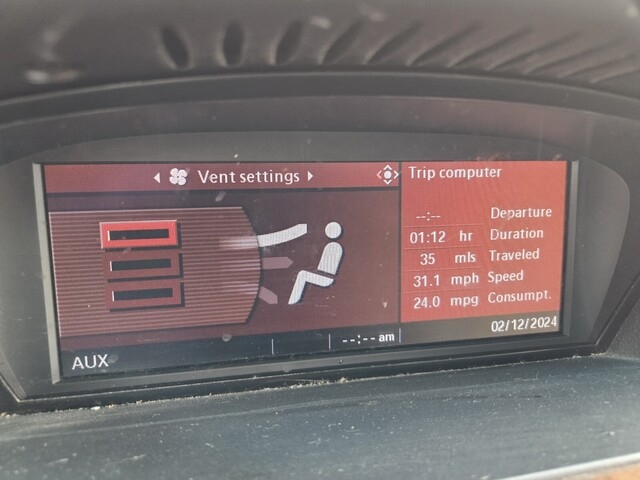 Vent settings
Trip computer
--:-- Departure
01:12 hr Duration
35 mls Traveled
31.1 mph Speed
24.0 mpg Consumpt.
02/12/2024
--:-- am
AUX